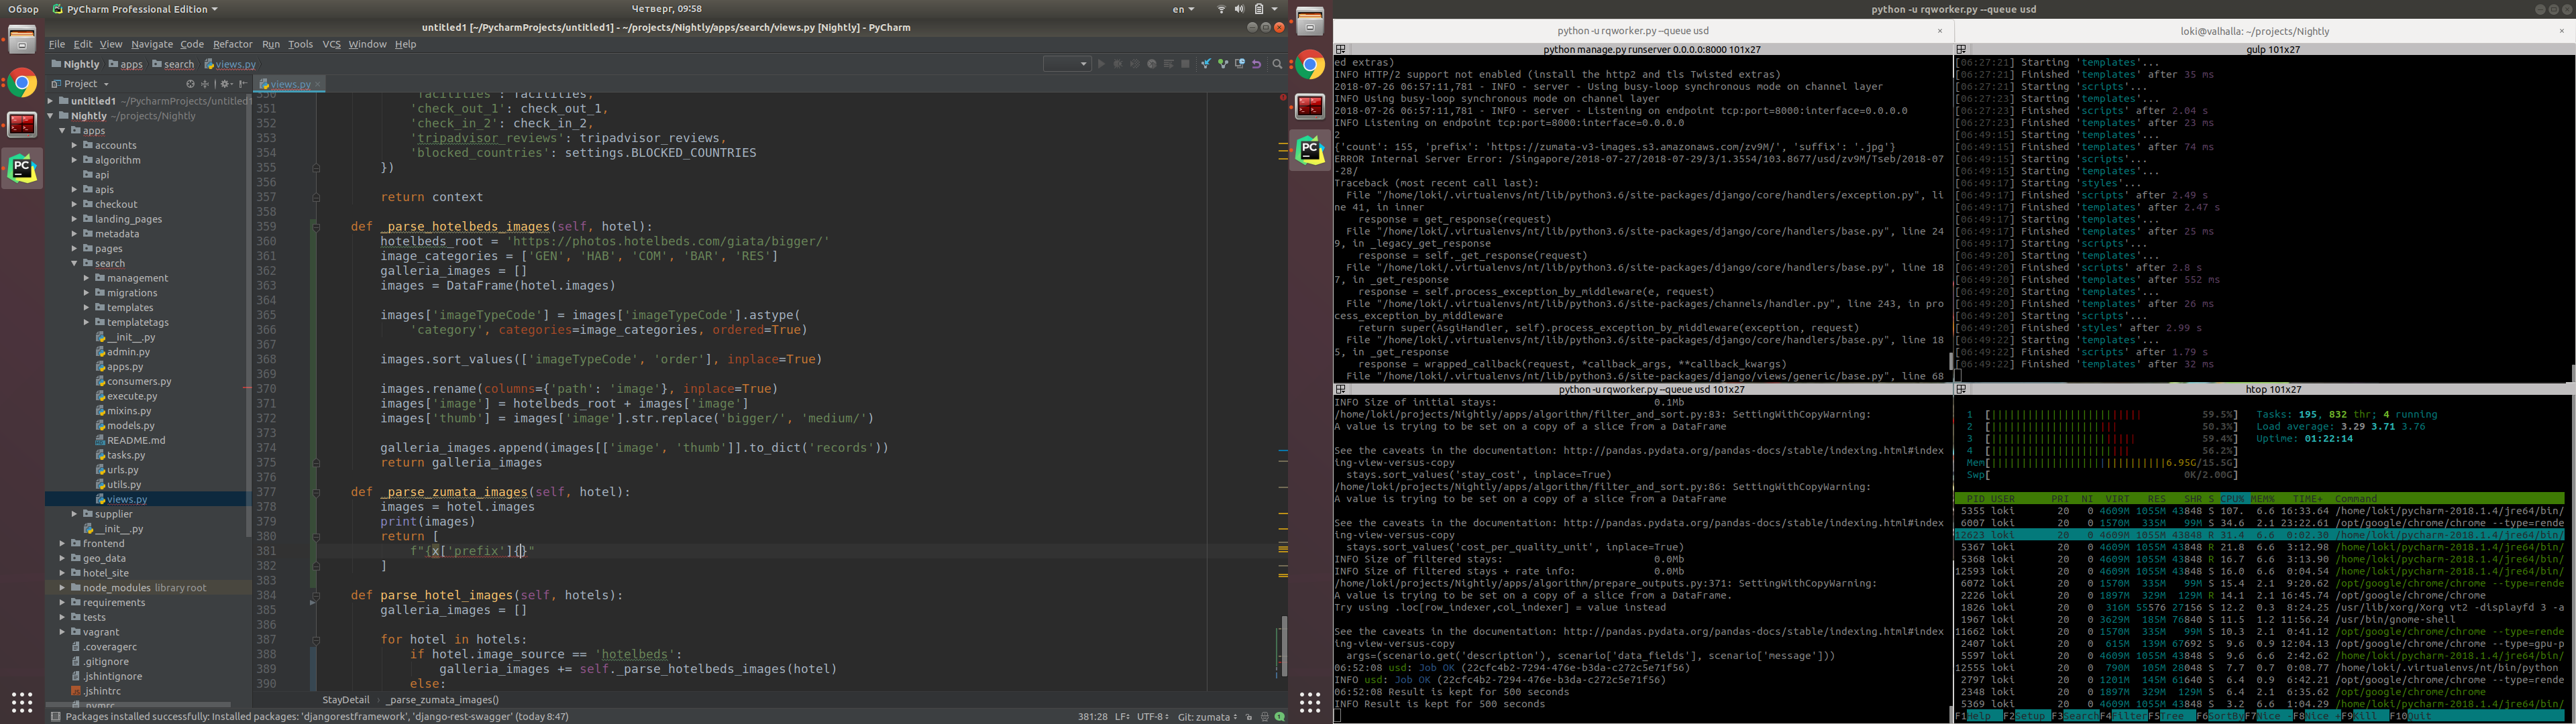 Обзор PyCharm Professional Edition Четверг, 09:58 en
untitled1 [~/PycharmProjects/untitled1] - ~/projects/Nightly/apps/search/views.py [Nightly] - PyCharm
File Edit View Navigate Code Refactor Run Tools VCS Window Help
Nightly apps search views.py
Project
views.py
untitled1 ~/PycharmProjects/untitled1
Nightly ~/projects/Nightly
apps
accounts
algorithm
api
apis
checkout
landing_pages
metadata
pages
search
management
migrations
templates
templatetags
__init__.py
admin.py
apps.py
consumers.py
execute.py
mixins.py
models.py
README.md
tasks.py
urls.py
utils.py
views.py
supplier
__init__.py
frontend
geo_data
hotel_site
node_modules library root
requirements
tests
vagrant
.coveragerc
.gitignore
.jshintignore
.jshintrc
.pymrc
350 'facilities': facilities,
351 'check_out_1': check_out_1,
352 'check_in_2': check_in_2,
353 'tripadvisor_reviews': tripadvisor_reviews,
354 'blocked_countries': settings.BLOCKED_COUNTRIES
355 })
356
357 return context
358
359 def _parse_hotelbeds_images(self, hotel):
360 hotelbeds_root = 'https://photos.hotelbeds.com/giata/bigger/'
361 image_categories = ['GEN', 'HAB', 'COM', 'BAR', 'RES']
362 galleria_images = []
363 images = DataFrame(hotel.images)
364
365 images['imageTypeCode'] = images['imageTypeCode'].astype(
366 'category', categories=image_categories, ordered=True)
367
368 images.sort_values(['imageTypeCode', 'order'], inplace=True)
369
370 images.rename(columns={'path': 'image'}, inplace=True)
371 images['image'] = hotelbeds_root + images['image']
372 images['thumb'] = images['image'].str.replace('bigger/', 'medium/')
373
374 galleria_images.append(images[['image', 'thumb']].to_dict('records'))
375 return galleria_images
376
377 def _parse_zumata_images(self, hotel):
378 images = hotel.images
379 print(images)
380 return [
381 f"{x['prefix']{}"
382 ]
383
384 def parse_hotel_images(self, hotels):
385 galleria_images = []
386
387 for hotel in hotels:
388 if hotel.image_source == 'hotelbeds':
389 galleria_images += self._parse_hotelbeds_images(hotel)
390 else:
StayDetail _parse_zumata_images()
Packages installed successfully: Installed packages: 'djangorestframework', 'django-rest-swagger' (today 8:47) 381:28 LF UTF-8 Git: zumata
python -u rqworker.py --queue usd
python -u rqworker.py --queue usd
loki@valhalla: ~/projects/Nightly
python manage.py runserver 0.0.0.0:8000 101x27
ed extras)
INFO HTTP/2 support not enabled (install the http2 and tls Twisted extras)
2018-07-26 06:57:11,781 - INFO - server - Using busy-loop synchronous mode on channel layer
INFO Using busy-loop synchronous mode on channel layer
2018-07-26 06:57:11,781 - INFO - server - Listening on endpoint tcp:port=8000:interface=0.0.0.0
INFO Listening on endpoint tcp:port=8000:interface=0.0.0.0
2
{'count': 155, 'prefix': 'https://zumata-v3-images.s3.amazonaws.com/zv9M/', 'suffix': '.jpg'}
ERROR Internal Server Error: /Singapore/2018-07-27/2018-07-29/3/1.3554/103.8677/usd/zv9M/Tseb/2018-07
-28/
Traceback (most recent call last):
File "/home/loki/.virtualenvs/nt/lib/python3.6/site-packages/django/core/handlers/exception.py", li
ne 41, in inner
response = get_response(request)
File "/home/loki/.virtualenvs/nt/lib/python3.6/site-packages/django/core/handlers/base.py", line 24
9, in _legacy_get_response
response = self._get_response(request)
File "/home/loki/.virtualenvs/nt/lib/python3.6/site-packages/django/core/handlers/base.py", line 18
7, in _get_response
response = self.process_exception_by_middleware(e, request)
File "/home/loki/.virtualenvs/nt/lib/python3.6/site-packages/channels/handler.py", line 243, in pro
cess_exception_by_middleware
return super(AsgiHandler, self).process_exception_by_middleware(exception, request)
File "/home/loki/.virtualenvs/nt/lib/python3.6/site-packages/django/core/handlers/base.py", line 18
5, in _get_response
response = wrapped_callback(request, *callback_args, **callback_kwargs)
File "/home/loki/.virtualenvs/nt/lib/python3.6/site-packages/django/views/generic/base.py", line 68
gulp 101x27
[06:27:21] Starting 'templates'...
[06:27:21] Finished 'templates' after 35 ms
[06:27:21] Starting 'scripts'...
[06:27:23] Starting 'templates'...
[06:27:23] Finished 'scripts' after 2.04 s
[06:27:23] Finished 'templates' after 23 ms
[06:49:15] Starting 'templates'...
[06:49:15] Finished 'templates' after 74 ms
[06:49:15] Starting 'scripts'...
[06:49:15] Starting 'templates'...
[06:49:15] Starting 'styles'...
[06:49:17] Finished 'scripts' after 2.49 s
[06:49:17] Finished 'templates' after 2.47 s
[06:49:17] Starting 'templates'...
[06:49:17] Finished 'templates' after 25 ms
[06:49:17] Starting 'scripts'...
[06:49:20] Starting 'templates'...
[06:49:20] Finished 'scripts' after 2.8 s
[06:49:20] Finished 'templates' after 552 ms
[06:49:20] Starting 'templates'...
[06:49:20] Finished 'templates' after 26 ms
[06:49:20] Starting 'scripts'...
[06:49:20] Finished 'styles' after 2.99 s
[06:49:22] Starting 'templates'...
[06:49:22] Finished 'scripts' after 1.79 s
[06:49:22] Finished 'templates' after 32 ms
python -u rqworker.py --queue usd 101x27
INFO Size of initial stays: 0.1Mb
/home/loki/projects/Nightly/apps/algorithm/filter_and_sort.py:83: SettingWithCopyWarning:
A value is trying to be set on a copy of a slice from a DataFrame

See the caveats in the documentation: http://pandas.pydata.org/pandas-docs/stable/indexing.html#index
ing-view-versus-copy
stays.sort_values('stay_cost', inplace=True)
/home/loki/projects/Nightly/apps/algorithm/filter_and_sort.py:86: SettingWithCopyWarning:
A value is trying to be set on a copy of a slice from a DataFrame

See the caveats in the documentation: http://pandas.pydata.org/pandas-docs/stable/indexing.html#index
ing-view-versus-copy
stays.sort_values('cost_per_quality_unit', inplace=True)
INFO Size of filtered stays: 0.0Mb
INFO Size of filtered stays + rate info: 0.0Mb
/home/loki/projects/Nightly/apps/algorithm/prepare_outputs.py:371: SettingWithCopyWarning:
A value is trying to be set on a copy of a slice from a DataFrame.
Try using .loc[row_indexer,col_indexer] = value instead

See the caveats in the documentation: http://pandas.pydata.org/pandas-docs/stable/indexing.html#index
ing-view-versus-copy
args=(scenario.get('description'), scenario['data_fields'], scenario['message']))
06:52:08 usd: Job OK (22cfc4b2-7294-476e-b3da-c272c5e71f56)
INFO usd: Job OK (22cfc4b2-7294-476e-b3da-c272c5e71f56)
06:52:08 Result is kept for 500 seconds
INFO Result is kept for 500 seconds
htop 101x27
1 [ 59.5%] Tasks: 195, 832 thr; 4 running
2 [ 50.3%] Load average: 3.29 3.71 3.76
3 [ 59.4%] Uptime: 01:22:14
4 [ 56.2%]
Mem[ 6.95G/15.5G]
Swp[ 0K/2.00G]
PID USER PRI NI VIRT RES SHR S CPU% MEM% TIME+ Command
5355 loki 20 0 4609M 1055M 43848 S 107. 6.6 16:33.64 /home/loki/pycharm-2018.1.4/jre64/bin/
6007 loki 20 0 1570M 335M 99M S 34.6 2.1 23:22.61 /opt/google/chrome/chrome --type=rende
12623 loki 20 0 4609M 1055M 43848 R 31.4 6.6 0:02.30 /home/loki/pycharm-2018.1.4/jre64/bin/
5367 loki 20 0 4609M 1055M 43848 R 21.8 6.6 3:12.98 /home/loki/pycharm-2018.1.4/jre64/bin/
5368 loki 20 0 4609M 1055M 43848 R 16.7 6.6 3:13.90 /home/loki/pycharm-2018.1.4/jre64/bin/
12593 loki 20 0 4609M 1055M 43848 S 16.0 6.6 0:04.54 /home/loki/pycharm-2018.1.4/jre64/bin/
6072 loki 20 0 1570M 335M 99M S 15.4 2.1 9:20.62 /opt/google/chrome/chrome --type=rende
2226 loki 20 0 1897M 329M 129M R 14.1 2.1 16:45.74 /opt/google/chrome/chrome
1826 loki 20 0 316M 55576 27156 S 12.2 0.3 8:24.25 /usr/lib/xorg/Xorg vt2 -displayfd 3 -a
1967 loki 20 0 3629M 185M 76840 S 11.5 1.2 11:56.24 /usr/bin/gnome-shell
11662 loki 20 0 1570M 335M 99M S 10.3 2.1 0:41.12 /opt/google/chrome/chrome --type=rende
2407 loki 20 0 615M 139M 67692 S 9.6 0.9 12:04.13 /opt/google/chrome/chrome --type=gpu-p
5597 loki 20 0 4609M 1055M 43848 S 9.6 6.6 2:42.62 /home/loki/pycharm-2018.1.4/jre64/bin/
12555 loki 20 0 790M 105M 28048 S 7.7 0.7 0:08.77 /home/loki/.virtualenvs/nt/bin/python
2797 loki 20 0 1201M 145M 61640 S 6.4 0.9 6:42.21 /opt/google/chrome/chrome --type=rende
2348 loki 20 0 1897M 329M 129M S 6.4 2.1 6:35.62 /opt/google/chrome/chrome
5369 loki 20 0 4609M 1055M 43848 S 6.4 6.6 1:04.29 /home/loki/pycharm-2018.1.4/jre64/bin/
F1Help F2Setup F3Search F4Filter F5Tree F6SortBy F7Nice - F8Nice + F9Kill F10Quit